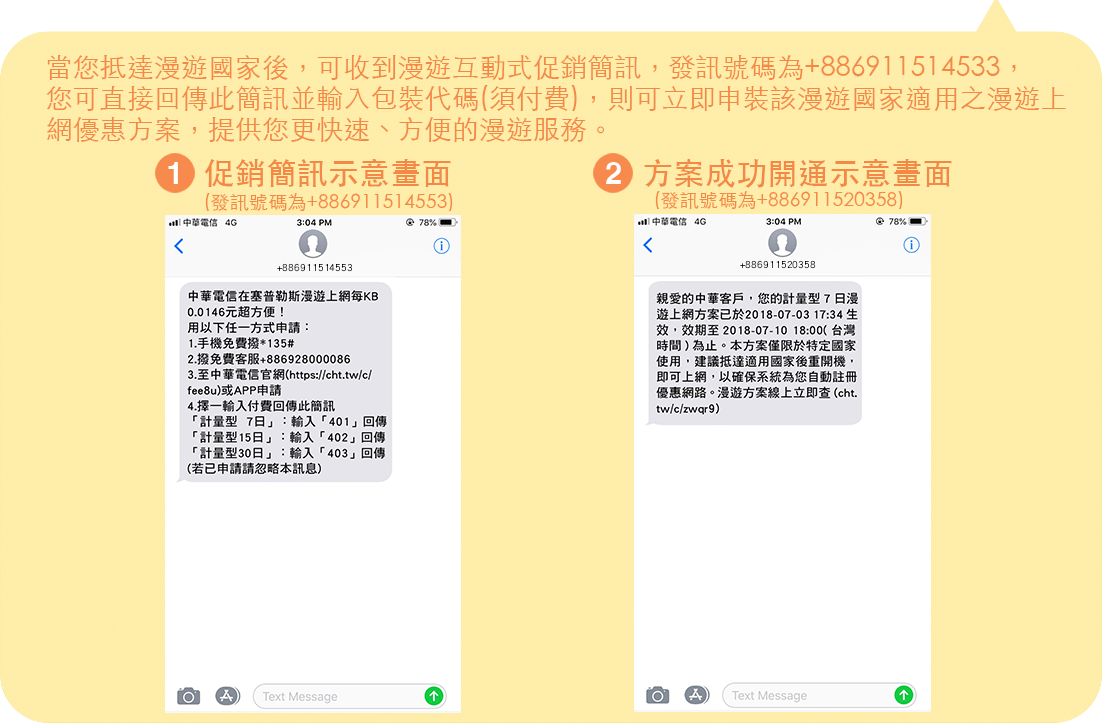 當您抵達漫遊國家後，可收到漫遊互動式促銷簡訊，發訊號碼為+886911514533，
您可直接回傳此簡訊並輸入包裝代碼(須付費)，則可立即申裝該漫遊國家適用之漫遊上
網優惠方案，提供您更快速、方便的漫遊服務。
1 促銷簡訊示意畫面
(發訊號碼為+886911514553)
中華電信 4G 3:04 PM 78%
+886911514553
中華電信在塞普勒斯漫遊上網每KB
0.0146元超方便！
用以下任一方式申請：
1.手機免費撥*135#
2.撥免費客服+886928000086
3.至中華電信官網(https://cht.tw/c/
fee8u)或APP申請
4.擇一輸入付費回傳此簡訊
「計量型 7日」：輸入「401」回傳
「計量型15日」：輸入「402」回傳
「計量型30日」：輸入「403」回傳
(若已申請請忽略本訊息)
Text Message
2 方案成功開通示意畫面
(發訊號碼為+886911520358)
中華電信 4G 3:04 PM 78%
+886911520358
親愛的中華客戶，您的計量型 7 日漫
遊上網方案已於2018-07-03 17:34 生
效，效期至 2018-07-10 18:00( 台灣
時間 ) 為止。本方案僅限於特定國家
使用，建議抵達適用國家後重開機，
即可上網，以確保系統為您自動註冊
優惠網路。漫遊方案線上立即查 (cht.
tw/c/zwqr9)
Text Message